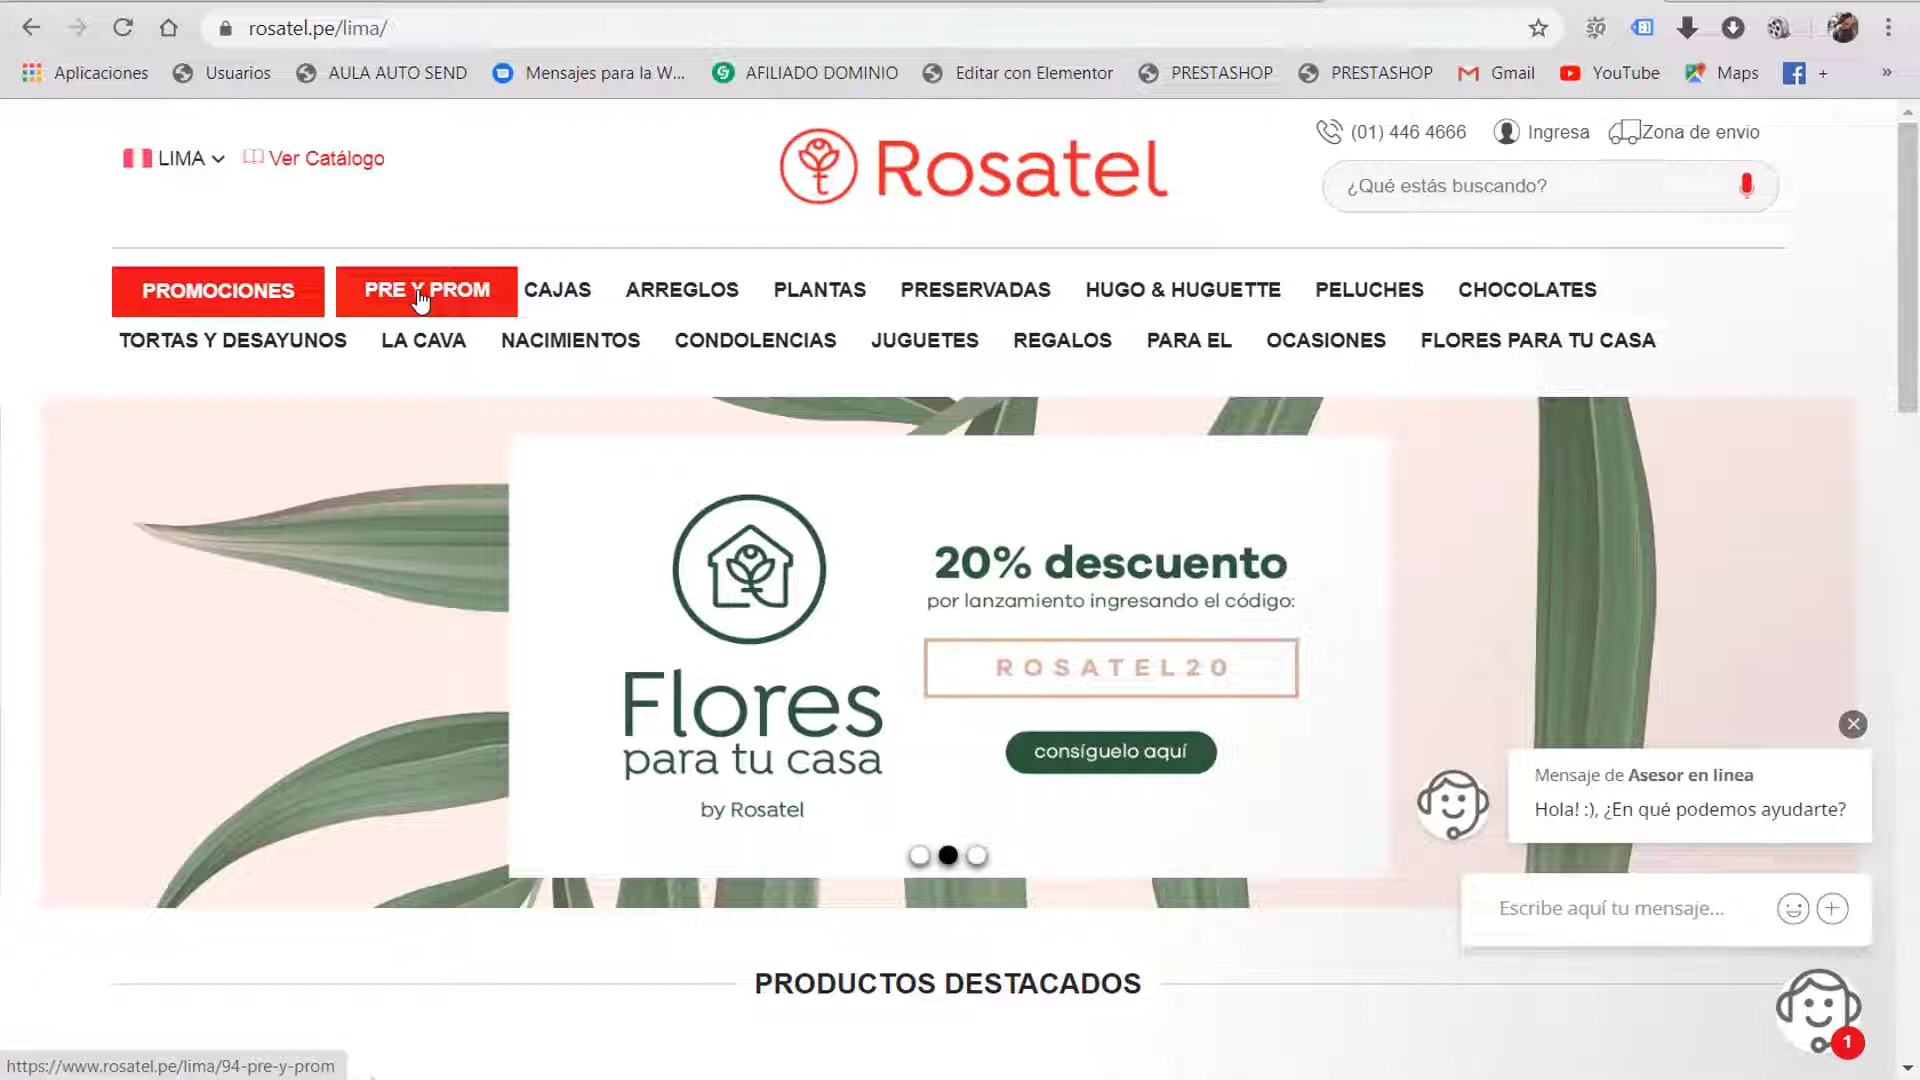 rosatel.pe/lima/
Aplicaciones Usuarios AULA AUTO SEND Mensajes para la W... AFILIADO DOMINIO Editar con Elementor PRESTASHOP PRESTASHOP Gmail YouTube Maps + »
LIMA Ver Catálogo
Rosatel
(01) 446 4666 Ingresa Zona de envio
¿Qué estás buscando?
PROMOCIONES PRE Y PROM CAJAS ARREGLOS PLANTAS PRESERVADAS HUGO & HUGUETTE PELUCHES CHOCOLATES
TORTAS Y DESAYUNOS LA CAVA NACIMIENTOS CONDOLENCIAS JUGUETES REGALOS PARA EL OCASIONES FLORES PARA TU CASA
Flores
para tu casa
by Rosatel
20% descuento
por lanzamiento ingresando el código:
ROSATEL20
consíguelo aquí
Mensaje de Asesor en linea
Hola! :), ¿En qué podemos ayudarte?
Escribe aquí tu mensaje...
PRODUCTOS DESTACADOS
1
https://www.rosatel.pe/lima/94-pre-y-prom